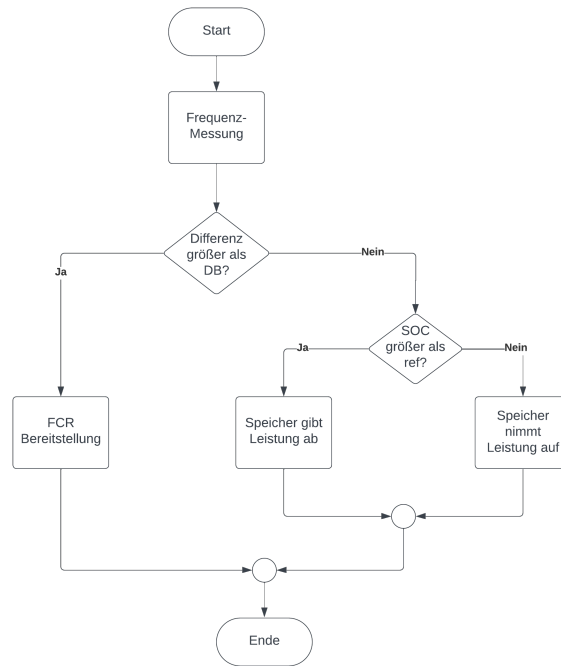 Start
Frequenz-
Messung
Differenz
größer als
DB?
Ja
Nein
SOC
größer als
ref?
Ja
Nein
FCR
Bereitstellung
Speicher gibt
Leistung ab
Speicher
nimmt
Leistung auf
Ende